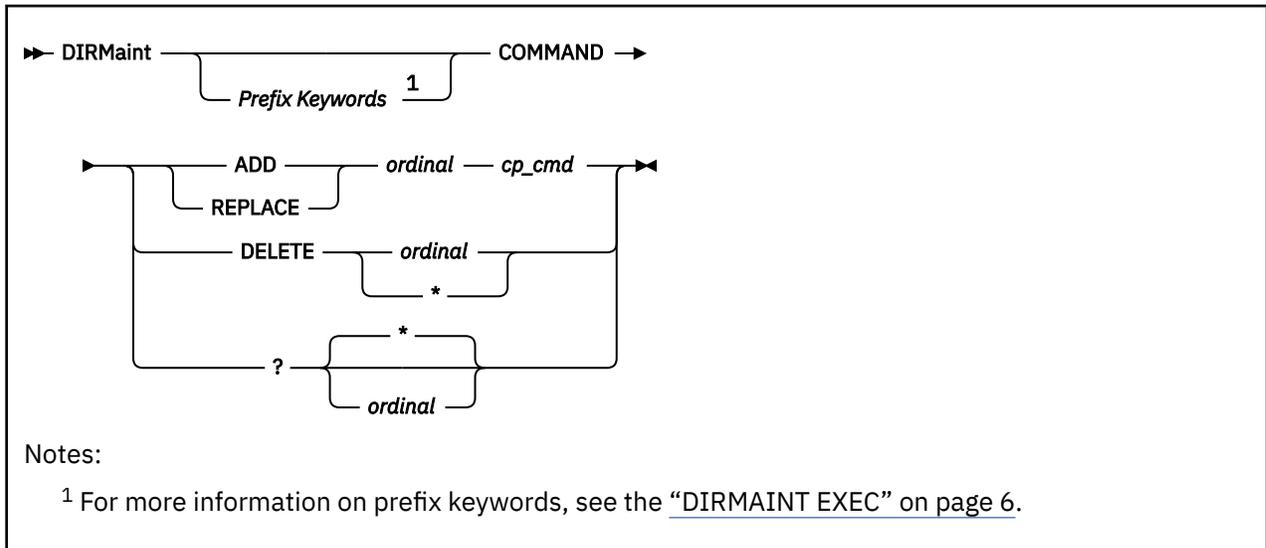 DIRMaint COMMAND
Prefix Keywords 1
ADD ordinal cp_cmd
REPLACE
DELETE ordinal
*
*
?
ordinal
Notes:
1 For more information on prefix keywords, see the “DIRMAINT EXEC” on page 6.